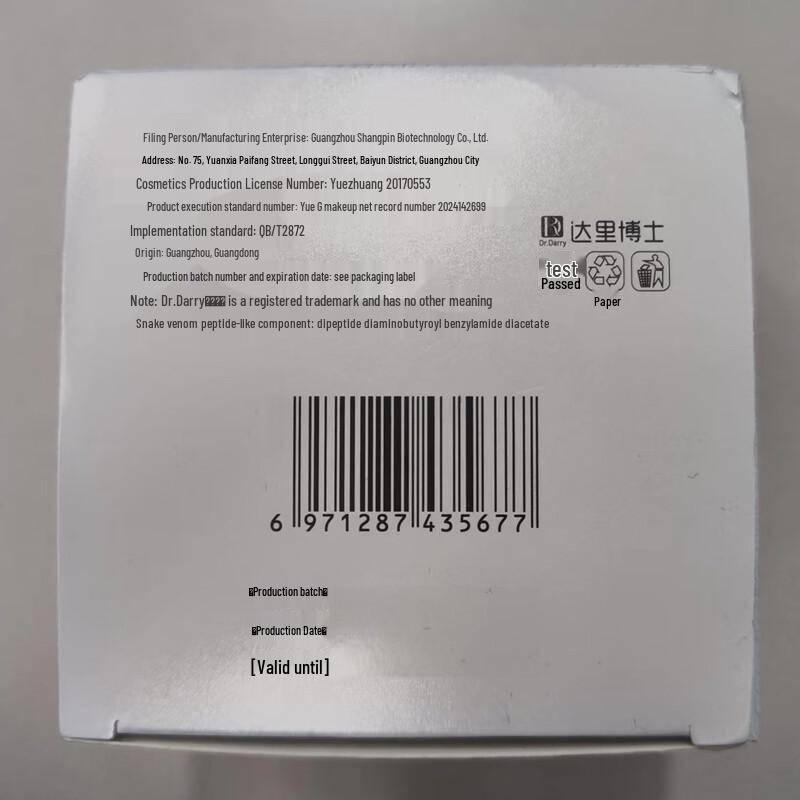 Filing Person/Manufacturing Enterprise: Guangzhou Shangpin Biotechnology Co., Ltd.
Address: No. 75, Yuanxia Paifang Street, Longgui Street, Baiyun District, Guangzhou City
Cosmetics Production License Number: Yuezhuang 20170553
Product execution standard number: Yue G makeup net record number 2024142699
Implementation standard: QB/T2872
Origin: Guangzhou, Guangdong
Production batch number and expiration date: see packaging label
Note: Dr.Darry is a registered trademark and has no other meaning
Snake venom peptide-like component: dipeptide diaminobutyroyl benzylamide diacetate
Dr.Darry 达里博士
test
Passed
Paper
6 971287 435677
Production batch
Production Date
[Valid until]